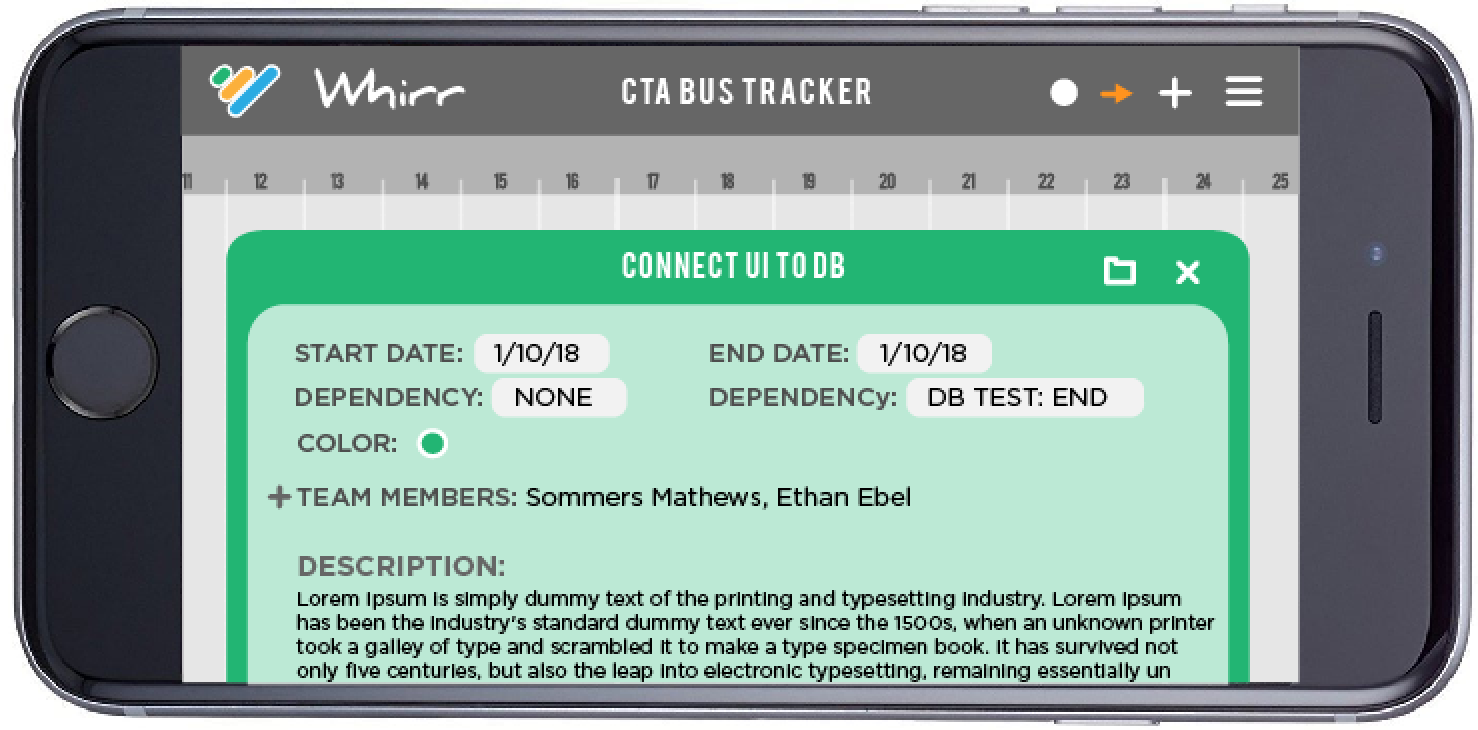 Whirr CTA BUS TRACKER
11 12 13 14 15 16 17 18 19 20 21 22 23 24 25
CONNECT UI TO DB
START DATE: 1/10/18 END DATE: 1/10/18
DEPENDENCY: NONE DEPENDENCy: DB TEST: END
COLOR:
TEAM MEMBERS: Sommers Mathews, Ethan Ebel
DESCRIPTION:
Lorem Ipsum is simply dummy text of the printing and typesetting industry. Lorem Ipsum
has been the industry's standard dummy text ever since the 1500s, when an unknown printer
took a galley of type and scrambled it to make a type specimen book. It has survived not
only five centuries, but also the leap into electronic typesetting, remaining essentially un